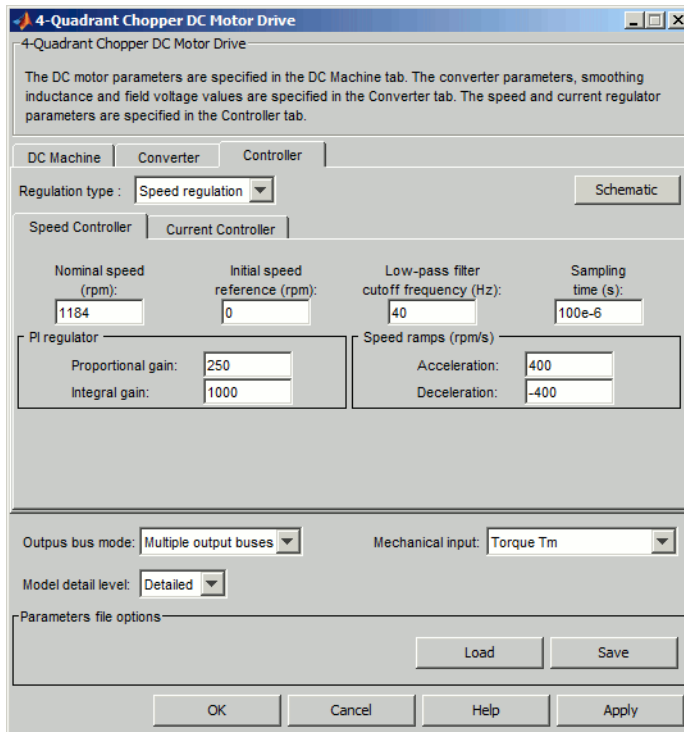 4-Quadrant Chopper DC Motor Drive
4-Quadrant Chopper DC Motor Drive
The DC motor parameters are specified in the DC Machine tab. The converter parameters, smoothing
inductance and field voltage values are specified in the Converter tab. The speed and current regulator
parameters are specified in the Controller tab.
DC Machine Converter Controller
Regulation type : Speed regulation Schematic
Speed Controller Current Controller
Nominal speed Initial speed Low-pass filter Sampling
(rpm): reference (rpm): cutoff frequency (Hz): time (s):
1184 0 40 100e-6
PI regulator Speed ramps (rpm/s)
Proportional gain: 250 Acceleration: 400
Integral gain: 1000 Deceleration: -400
Outpus bus mode: Multiple output buses Mechanical input: Torque Tm
Model detail level: Detailed
Parameters file options
Load Save
OK Cancel Help Apply